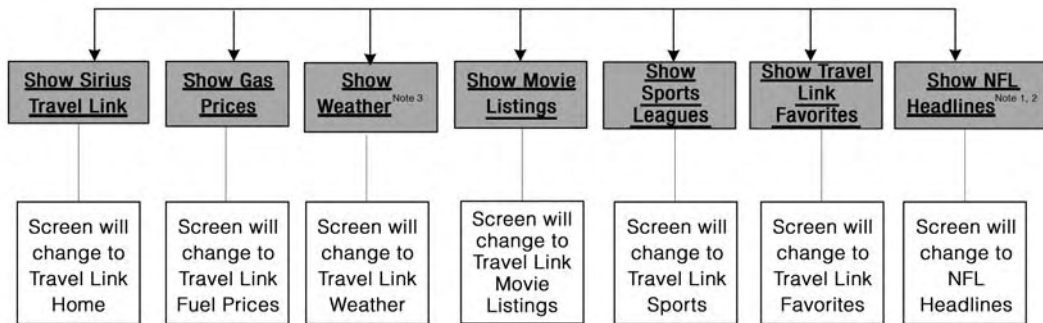 Show Sirius
Travel Link
Show Gas
Prices
Show
Weather Note 3
Show Movie
Listings
Show
Sports
Leagues
Show Travel
Link
Favorites
Show NFL
Headlines Note 1, 2
Screen will
change to
Travel Link
Home
Screen will
change to
Travel Link
Fuel Prices
Screen will
change to
Travel Link
Weather
Screen will
change to
Travel Link
Movie
Listings
Screen will
change to
Travel Link
Sports
Screen will
change to
Travel Link
Favorites
Screen will
change to
NFL
Headlines